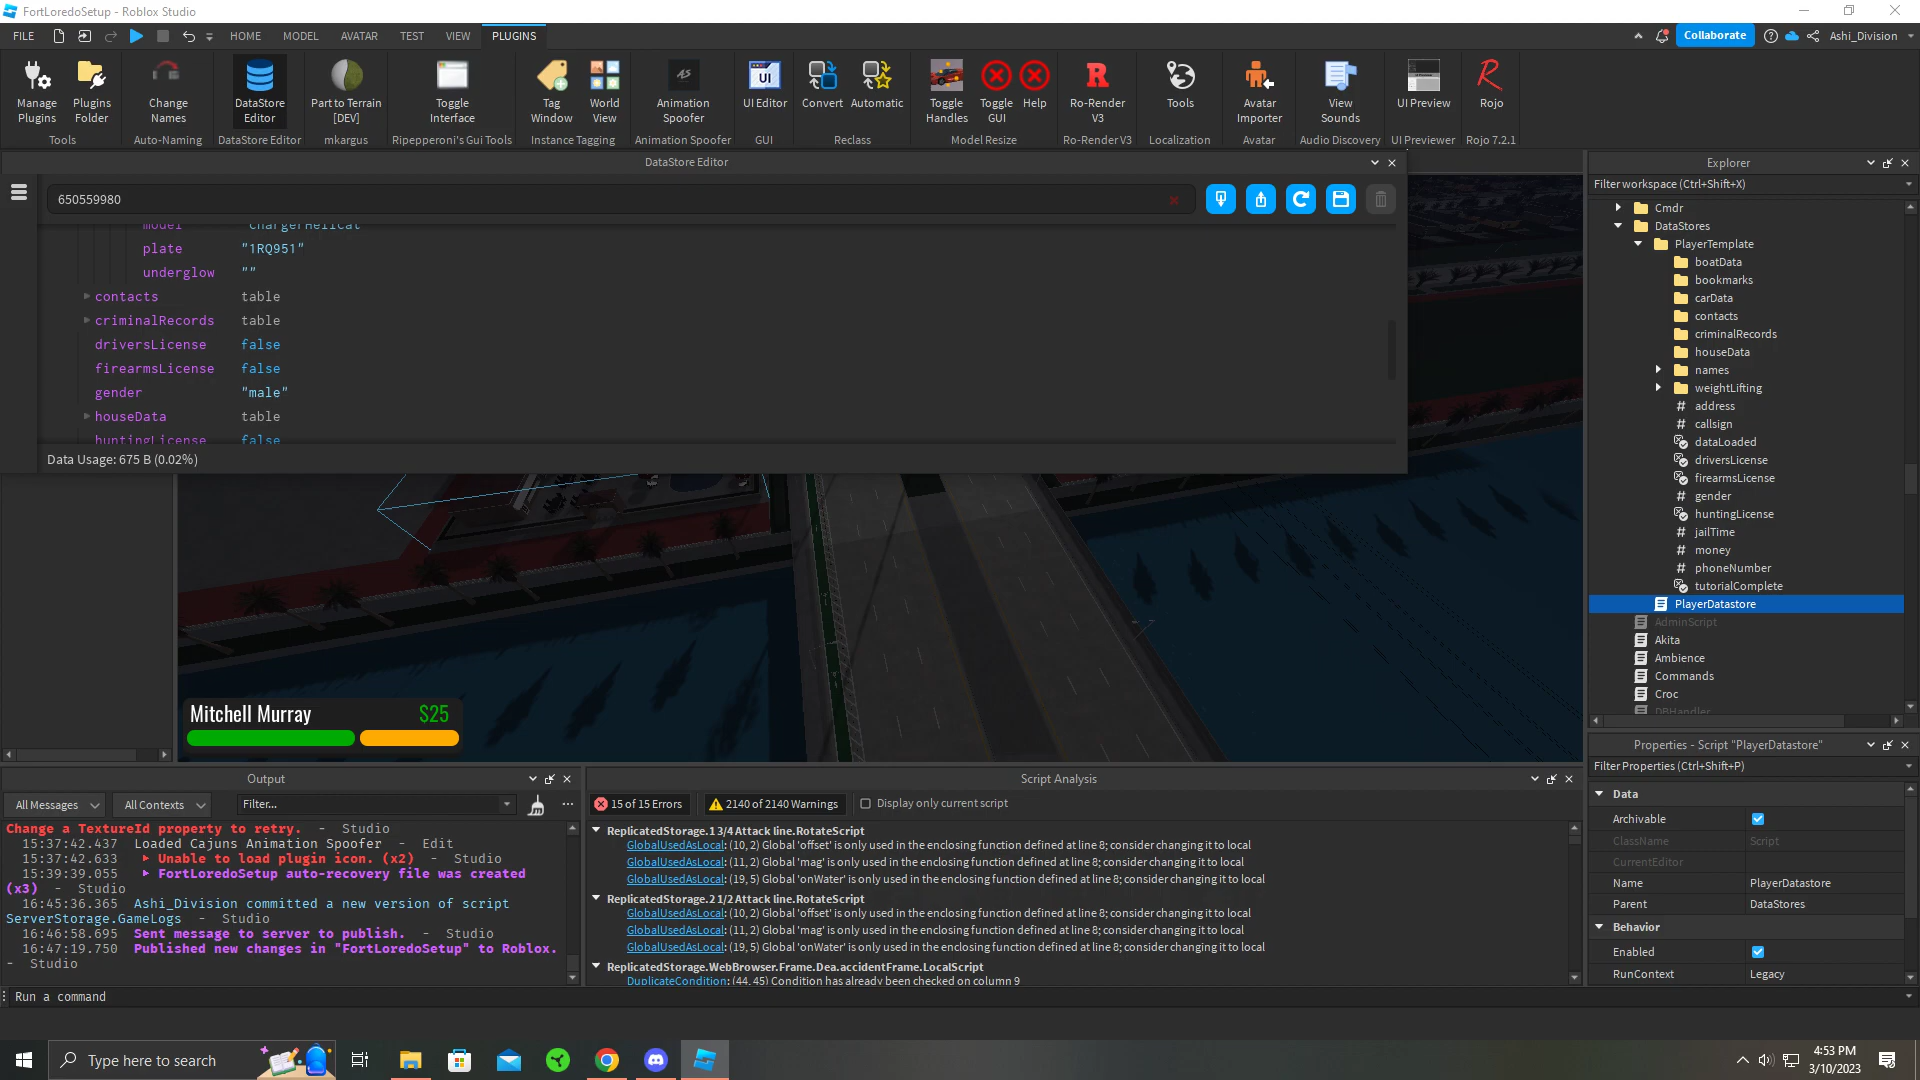 FortLoredoSetup - Roblox Studio
FILE
HOME
MODEL
AVATAR
TEST
VIEW
PLUGINS
Collaborate
Ashi_Division
Manage Plugins
Plugins Folder
Tools
Change Names
Auto-Naming
DataStore Editor
DataStore Editor
Part to Terrain [DEV]
mkargus
Toggle Interface
Ripepperoni's Gui Tools
Tag Window
World View
Instance Tagging
AS
Animation Spoofer
Animation Spoofer
UI
UI Editor
GUI
Convert
Automatic
Reclass
Toggle Handles
Toggle GUI
Help
Model Resize
R
Ro-Render V3
Ro-Render V3
Tools
Localization
Avatar Importer
Avatar
View Sounds
Audio Discovery
UI Preview
UI Previewer
R
Rojo
Rojo 7.2.1
DataStore Editor
650559980
model "ChargerHellcat"
plate "1RQ951"
underglow ""
contacts table
criminalRecords table
driversLicense false
firearmsLicense false
gender "male"
houseData table
huntingLicense false
Data Usage: 675 B (0.02%)
Mitchell Murray $25
Explorer
Filter workspace (Ctrl+Shift+X)
Cmdr
DataStores
PlayerTemplate
boatData
bookmarks
carData
contacts
criminalRecords
houseData
names
weightLifting
# address
# callsign
dataLoaded
driversLicense
firearmsLicense
# gender
huntingLicense
# jailTime
# money
# phoneNumber
tutorialComplete
PlayerDatastore
AdminScript
Akita
Ambience
Commands
Croc
DBHandler
Properties - Script "PlayerDatastore"
Filter Properties (Ctrl+Shift+P)
Data
Archivable
ClassName Script
CurrentEditor
Name PlayerDatastore
Parent DataStores
Behavior
Enabled
RunContext Legacy
Output
All Messages
All Contexts
Filter...
Change a TextureId property to retry. - Studio
15:37:42.437 Loaded Cajuns Animation Spoofer - Edit
15:37:42.633 Unable to load plugin icon. (x2) - Studio
15:39:39.055 FortLoredoSetup auto-recovery file was created
(x3) - Studio
16:45:36.365 Ashi_Division committed a new version of script
ServerStorage.GameLogs - Studio
16:46:58.695 Sent message to server to publish. - Studio
16:47:19.750 Published new changes in "FortLoredoSetup" to Roblox.
- Studio
Script Analysis
15 of 15 Errors
2140 of 2140 Warnings
Display only current script
ReplicatedStorage.1 3/4 Attack line.RotateScript
GlobalUsedAsLocal: (10, 2) Global 'offset' is only used in the enclosing function defined at line 8; consider changing it to local
GlobalUsedAsLocal: (11, 2) Global 'mag' is only used in the enclosing function defined at line 8; consider changing it to local
GlobalUsedAsLocal: (19, 5) Global 'onWater' is only used in the enclosing function defined at line 8; consider changing it to local
ReplicatedStorage.2 1/2 Attack line.RotateScript
GlobalUsedAsLocal: (10, 2) Global 'offset' is only used in the enclosing function defined at line 8; consider changing it to local
GlobalUsedAsLocal: (11, 2) Global 'mag' is only used in the enclosing function defined at line 8; consider changing it to local
GlobalUsedAsLocal: (19, 5) Global 'onWater' is only used in the enclosing function defined at line 8; consider changing it to local
ReplicatedStorage.WebBrowser.Frame.Dea.accidentFrame.LocalScript
DuplicateCondition: (44, 45) Condition has already been checked on column 9
Run a command
Type here to search
4:53 PM
3/10/2023